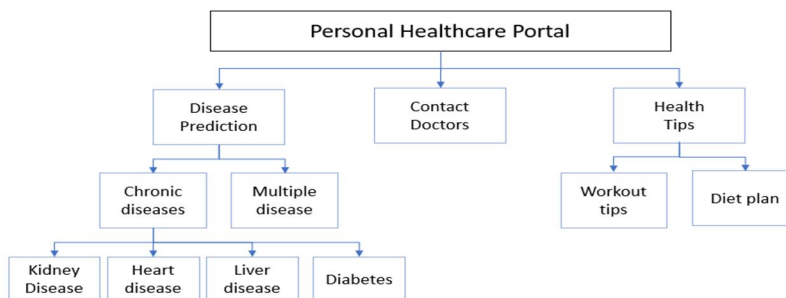 Personal Healthcare Portal
Disease
Prediction
Contact
Doctors
Health
Tips
Chronic
diseases
Multiple
disease
Workout
tips
Diet plan
Kidney
Disease
Heart
disease
Liver
disease
Diabetes